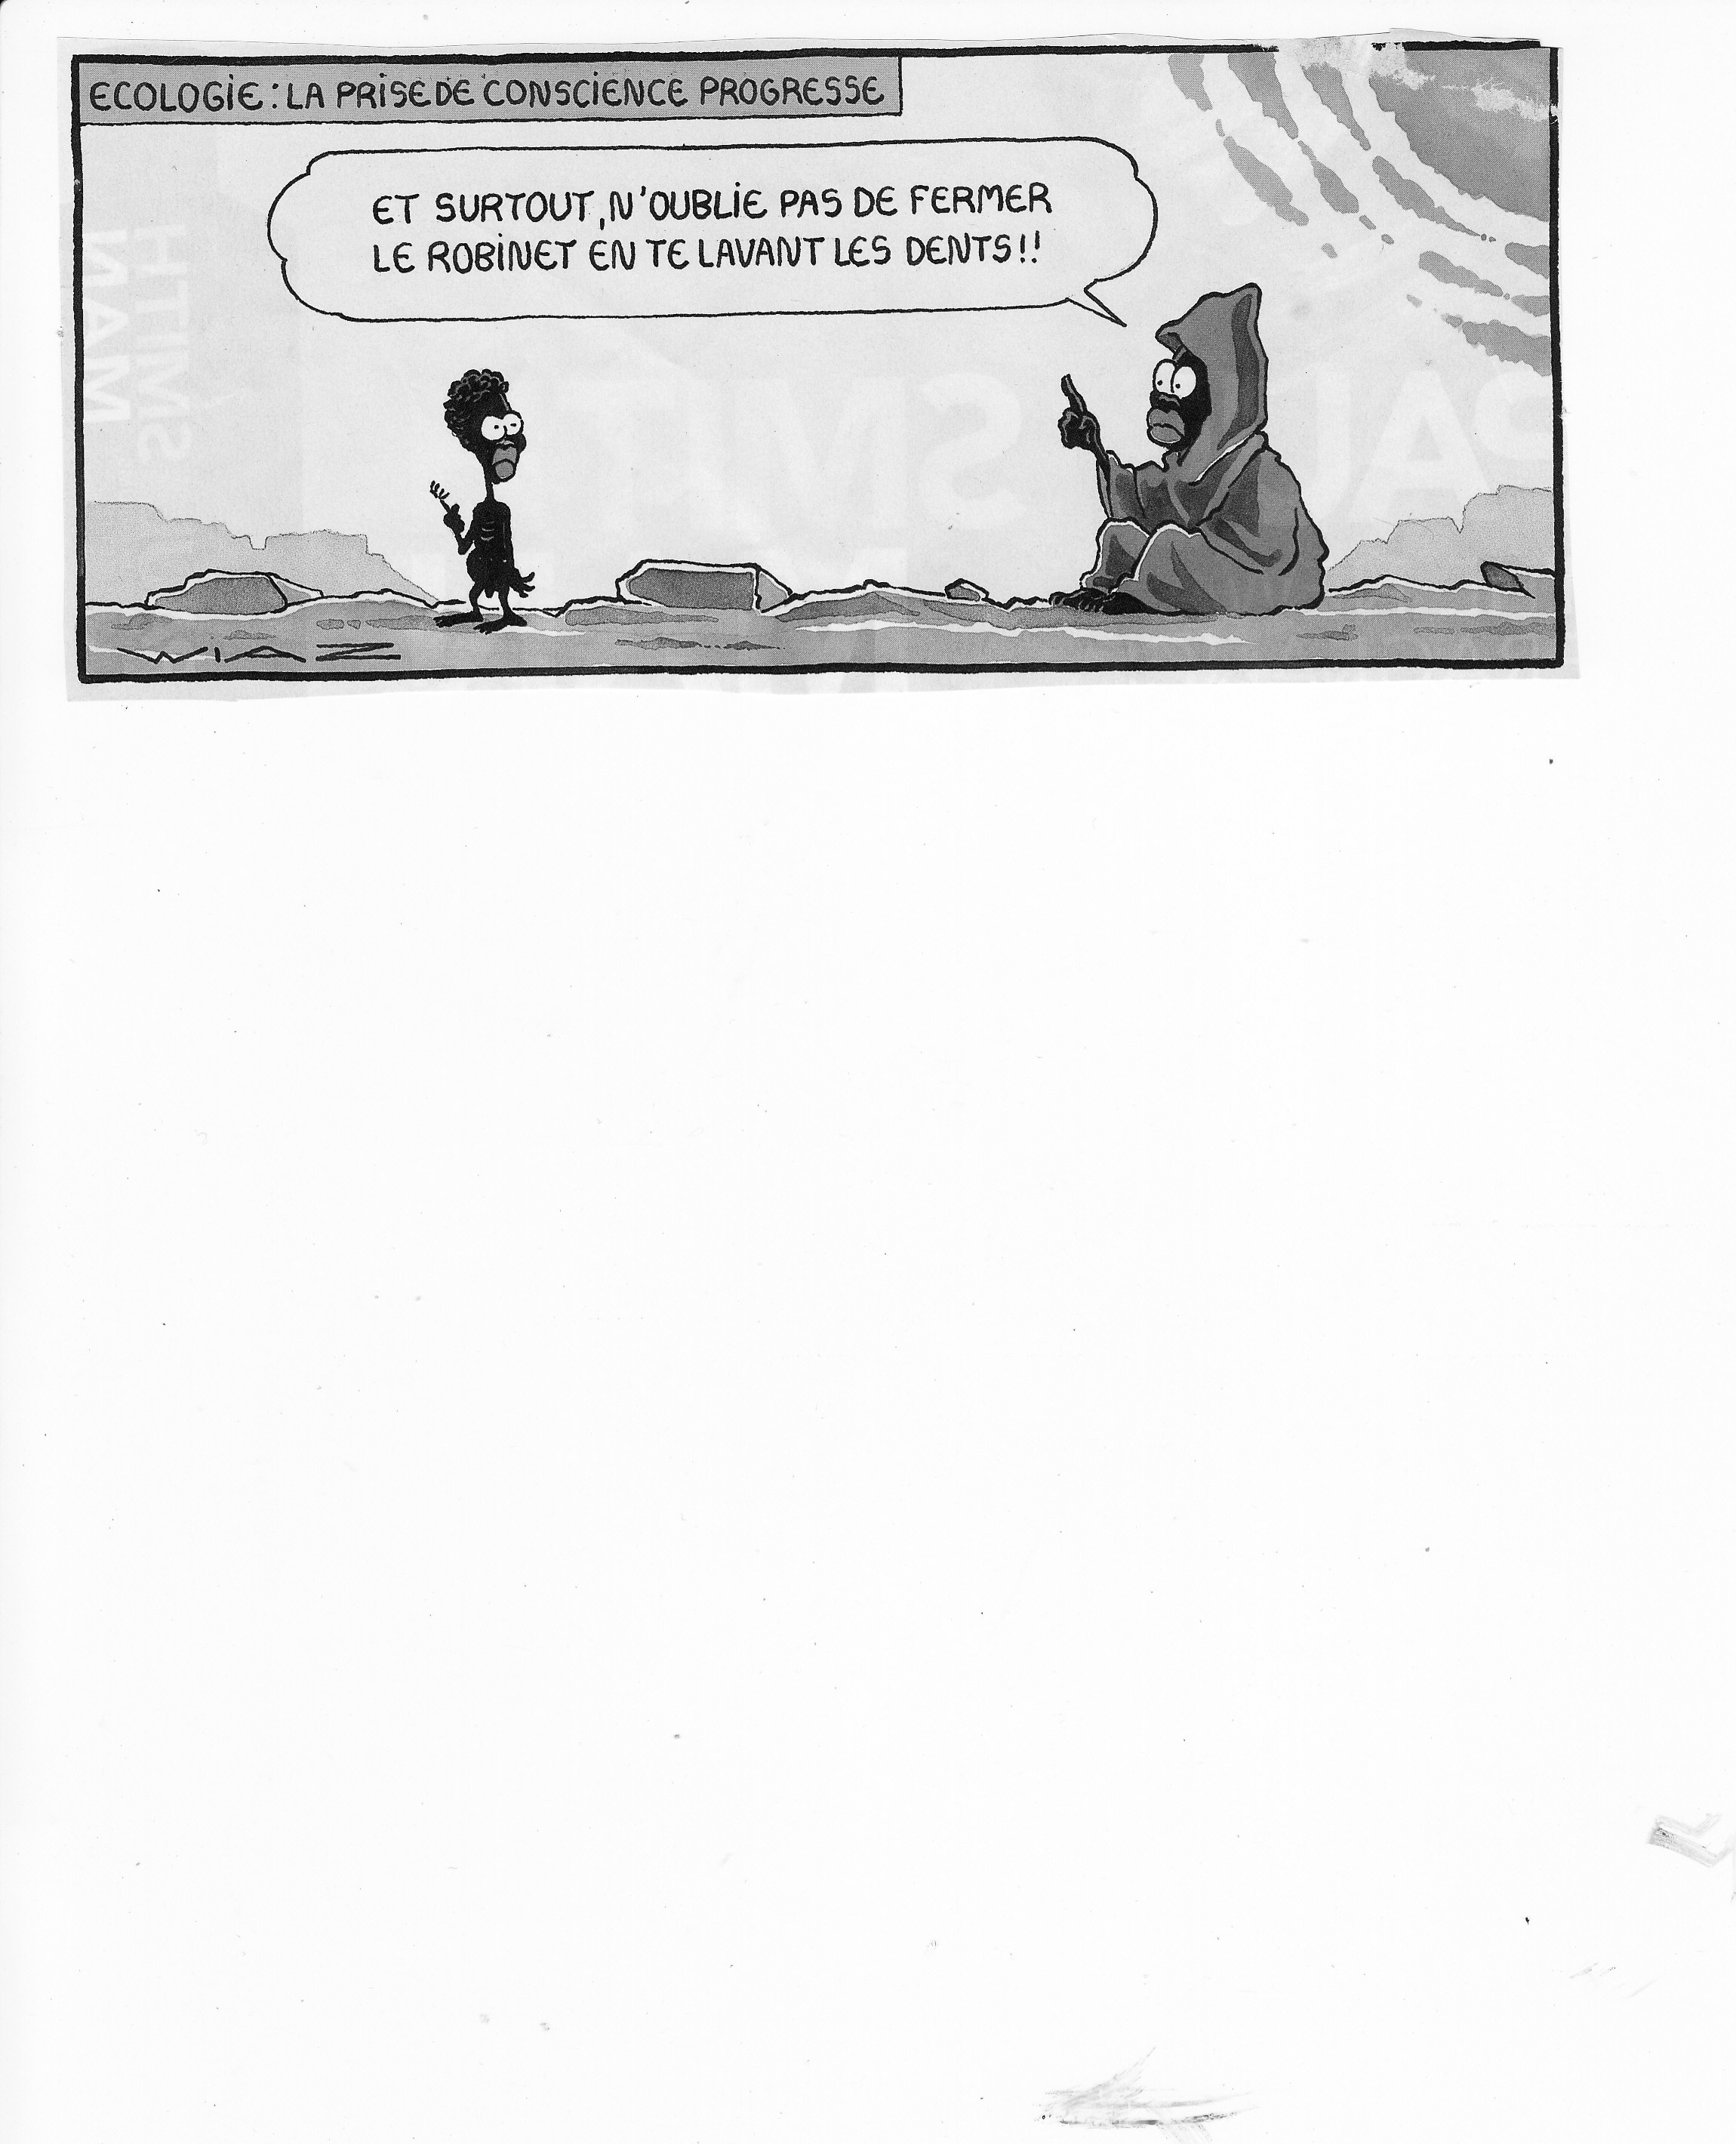 ECOLOGIE : LA PRISE DE CONSCIENCE PROGRESSE
ET SURTOUT, N'OUBLIE PAS DE FERMER
LE ROBINET EN TE LAVANT LES DENTS!!
WIAZ